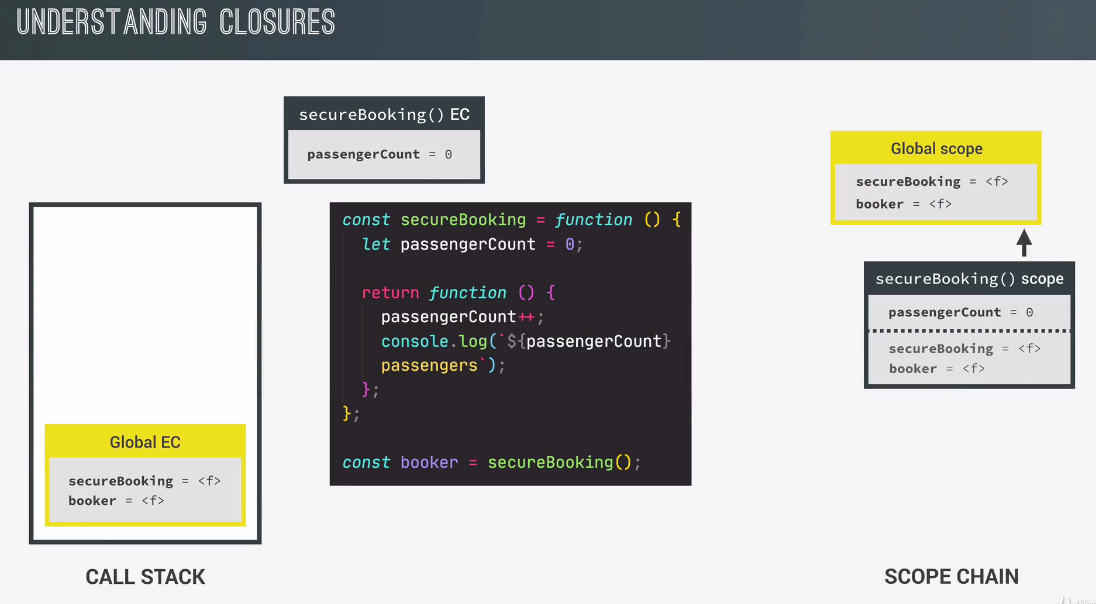 UNDERSTANDING CLOSURES
secureBooking() EC
passengerCount = 0
const secureBooking = function () {
let passengerCount = 0;
return function () {
passengerCount++;
console.log(`${passengerCount}
passengers`);
};
};
const booker = secureBooking();
Global EC
secureBooking = <f>
booker = <f>
CALL STACK
Global scope
secureBooking = <f>
booker = <f>
secureBooking() scope
passengerCount = 0
secureBooking = <f>
booker = <f>
SCOPE CHAIN